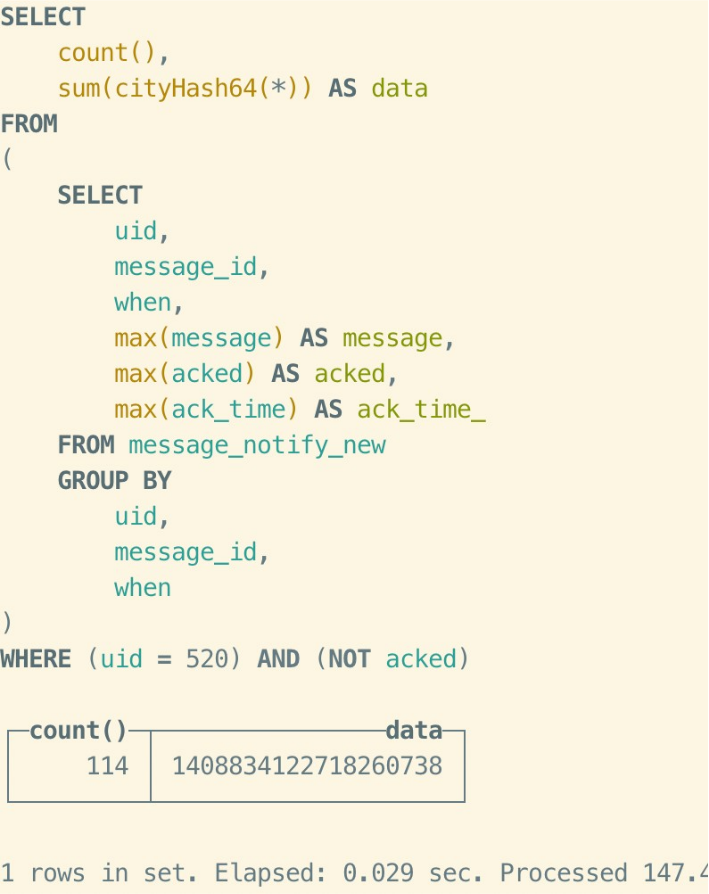 SELECT
count(),
sum(cityHash64(*)) AS data
FROM
(
SELECT
uid,
message_id,
when,
max(message) AS message,
max(acked) AS acked,
max(ack_time) AS ack_time_
FROM message_notify_new
GROUP BY
uid,
message_id,
when
)
WHERE (uid = 520) AND (NOT acked)
count() data
114 1408834122718260738
1 rows in set. Elapsed: 0.029 sec. Processed 147.4